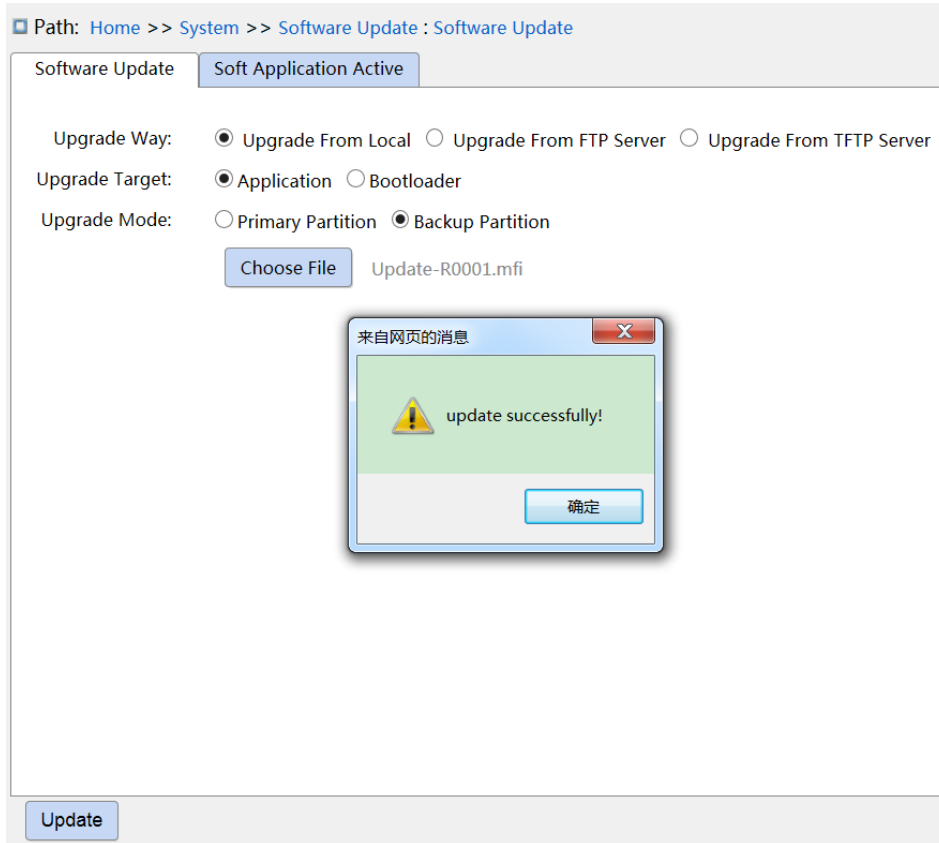 Path: Home >> System >> Software Update : Software Update
Software Update Soft Application Active
Upgrade Way: Upgrade From Local Upgrade From FTP Server Upgrade From TFTP Server
Upgrade Target: Application Bootloader
Upgrade Mode: Primary Partition Backup Partition
Choose File Update-R0001.mfi
来自网页的消息
update successfully!
确定
Update